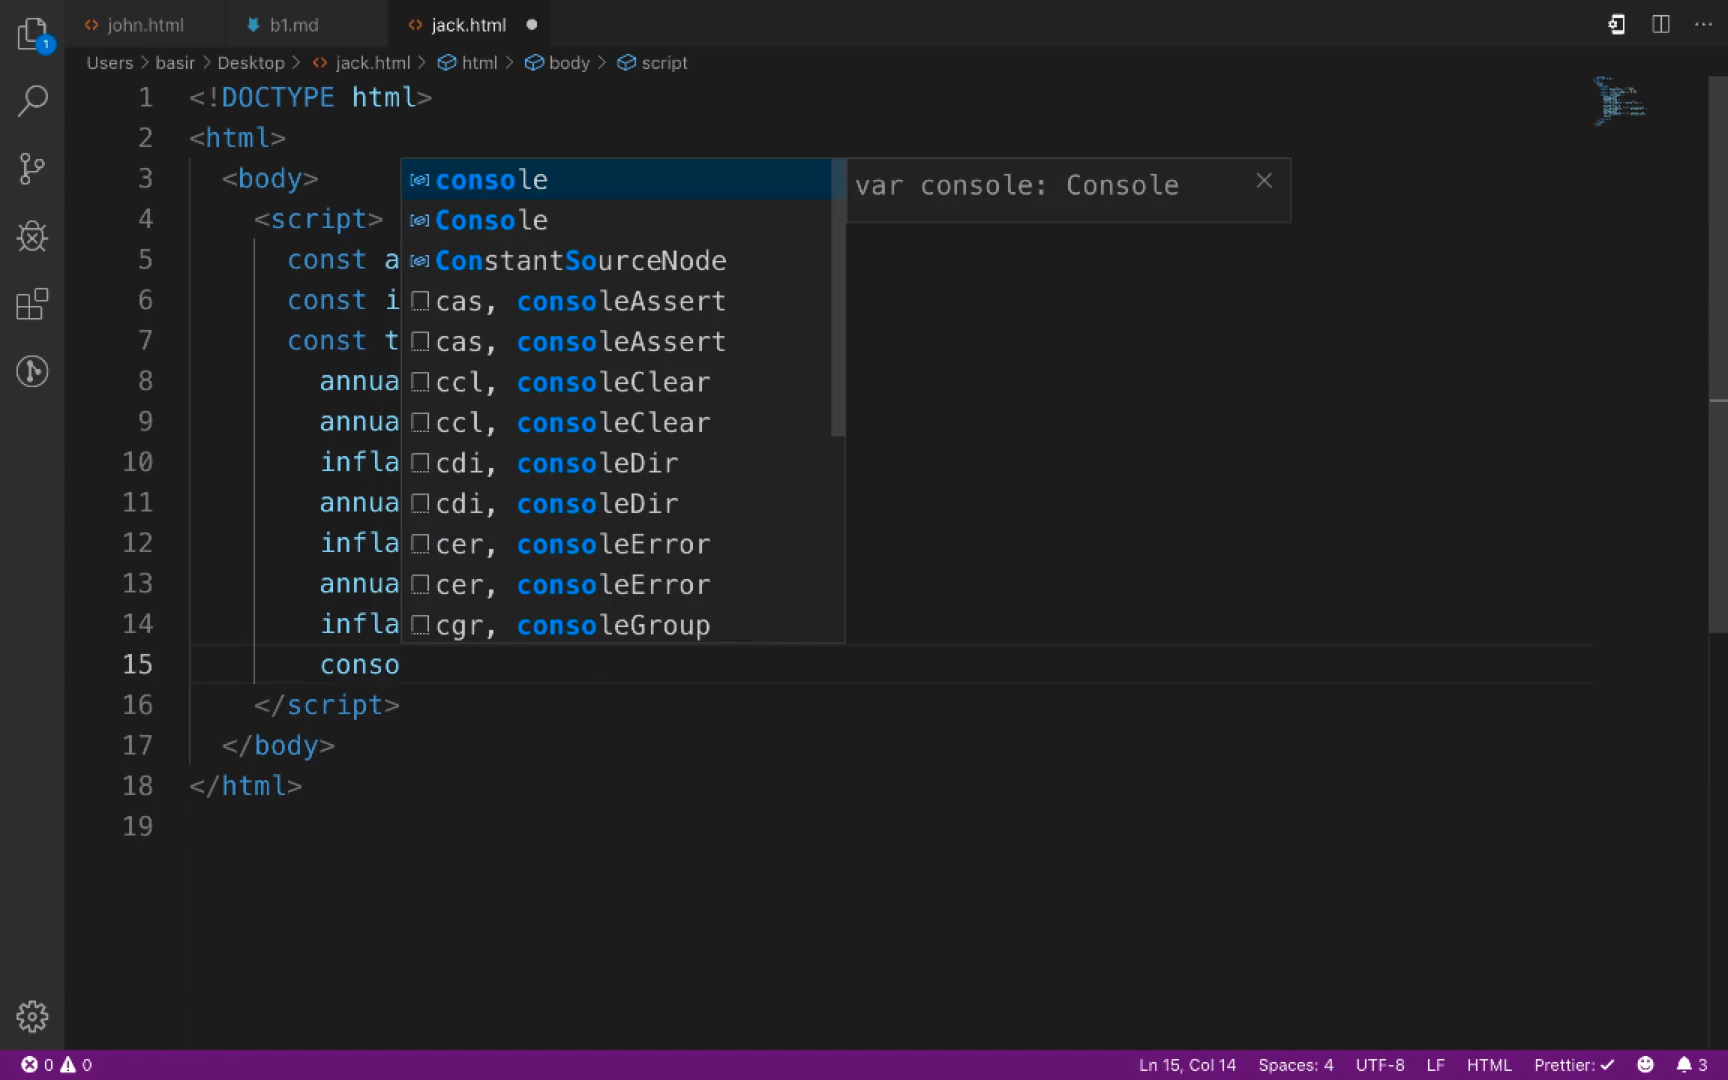 john.html b1.md jack.html
Users > basir > Desktop > jack.html > html > body > script
1 <!DOCTYPE html>
2 <html>
3 <body>
4 <script>
5 const a
6 const i
7 const t
8 annua
9 annua
10 infla
11 annua
12 infla
13 annua
14 infla
15 conso
16 </script>
17 </body>
18 </html>
19
console
Console
ConstantSourceNode
cas, consoleAssert
cas, consoleAssert
ccl, consoleClear
ccl, consoleClear
cdi, consoleDir
cdi, consoleDir
cer, consoleError
cer, consoleError
cgr, consoleGroup
var console: Console
1
0 0 Ln 15, Col 14 Spaces: 4 UTF-8 LF HTML Prettier: ✓ 3